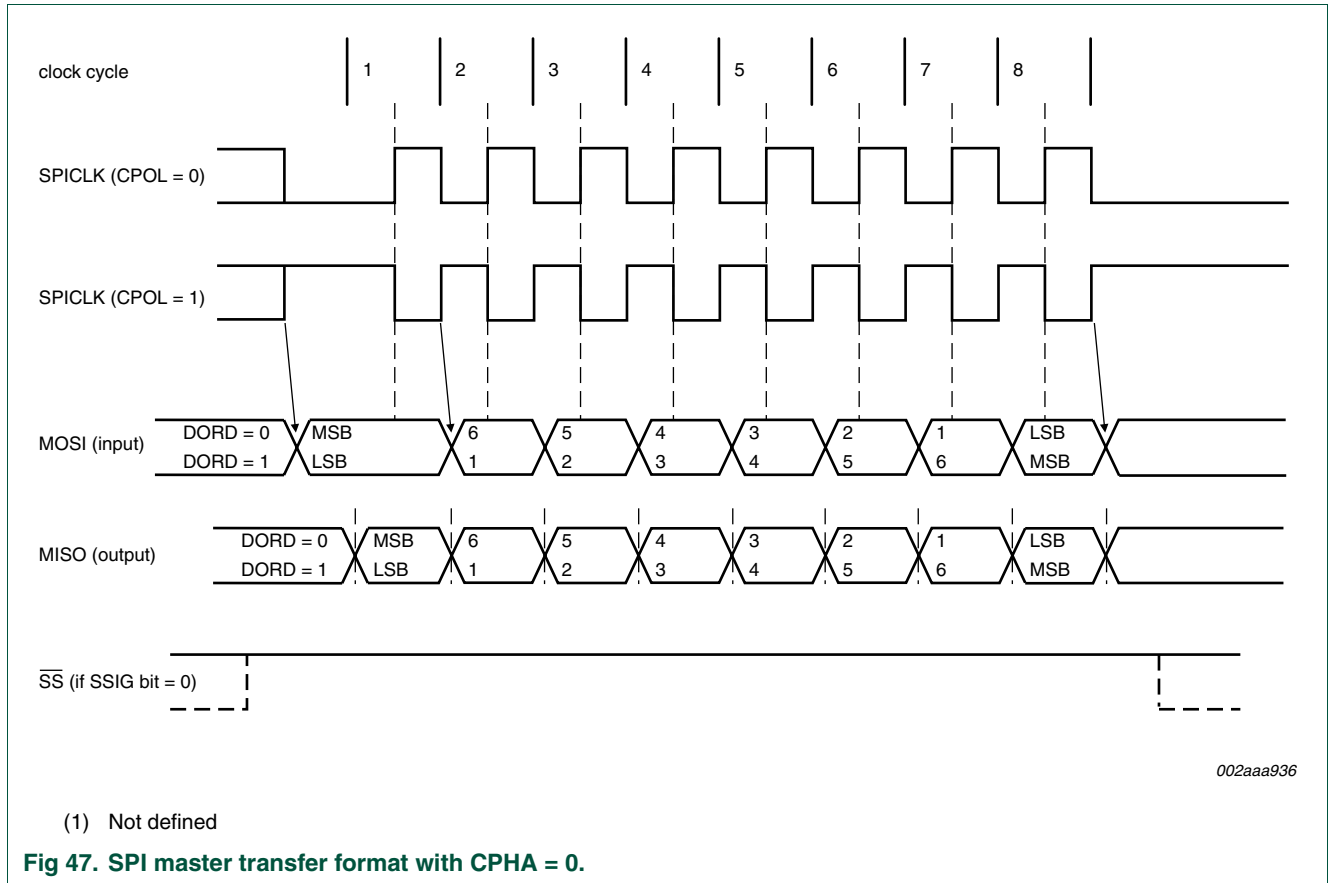 clock cycle 1 2 3 4 5 6 7 8
SPICLK (CPOL = 0)
SPICLK (CPOL = 1)
DORD = 0 MSB 6 5 4 3 2 1 LSB
MOSI (input)
DORD = 1 LSB 1 2 3 4 5 6 MSB
DORD = 0 MSB 6 5 4 3 2 1 LSB
MISO (output)
DORD = 1 LSB 1 2 3 4 5 6 MSB
S̅S̅ (if SSIG bit = 0)
002aaa936
(1) Not defined
Fig 47. SPI master transfer format with CPHA = 0.